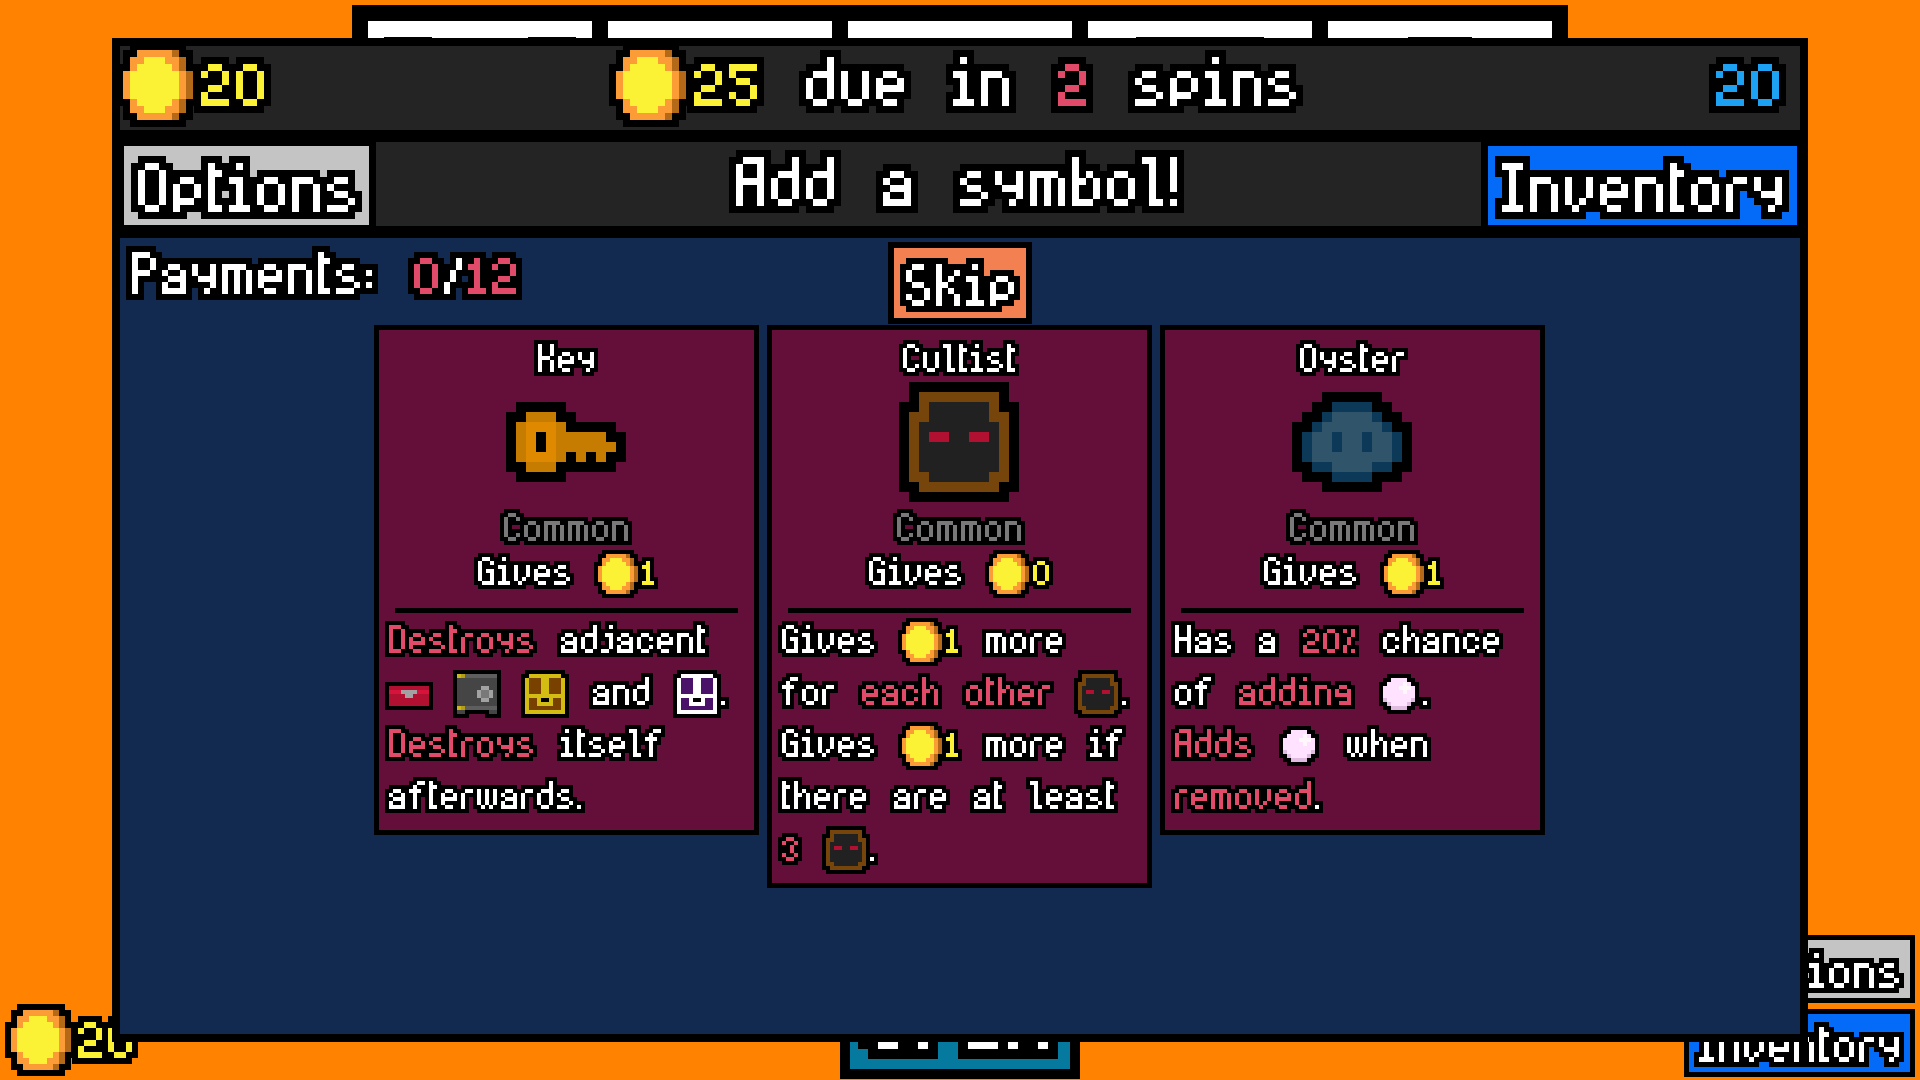 20 25 due in 2 spins 20
Options Add a symbol! Inventory
Payments: 0/12 Skip
Key
Common
Gives 1
Destroys adjacent
and .
Destroys itself
afterwards.
Cultist
Common
Gives 0
Gives 1 more
for each other .
Gives 1 more if
there are at least
3 .
Oyster
Common
Gives 1
Has a 20% chance
of adding .
Adds when
removed.
ions
20
Inventory